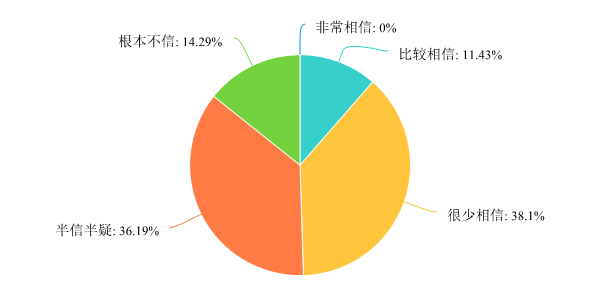 非常相信: 0%
根本不信: 14.29%
比较相信: 11.43%
很少相信: 38.1%
半信半疑: 36.19%